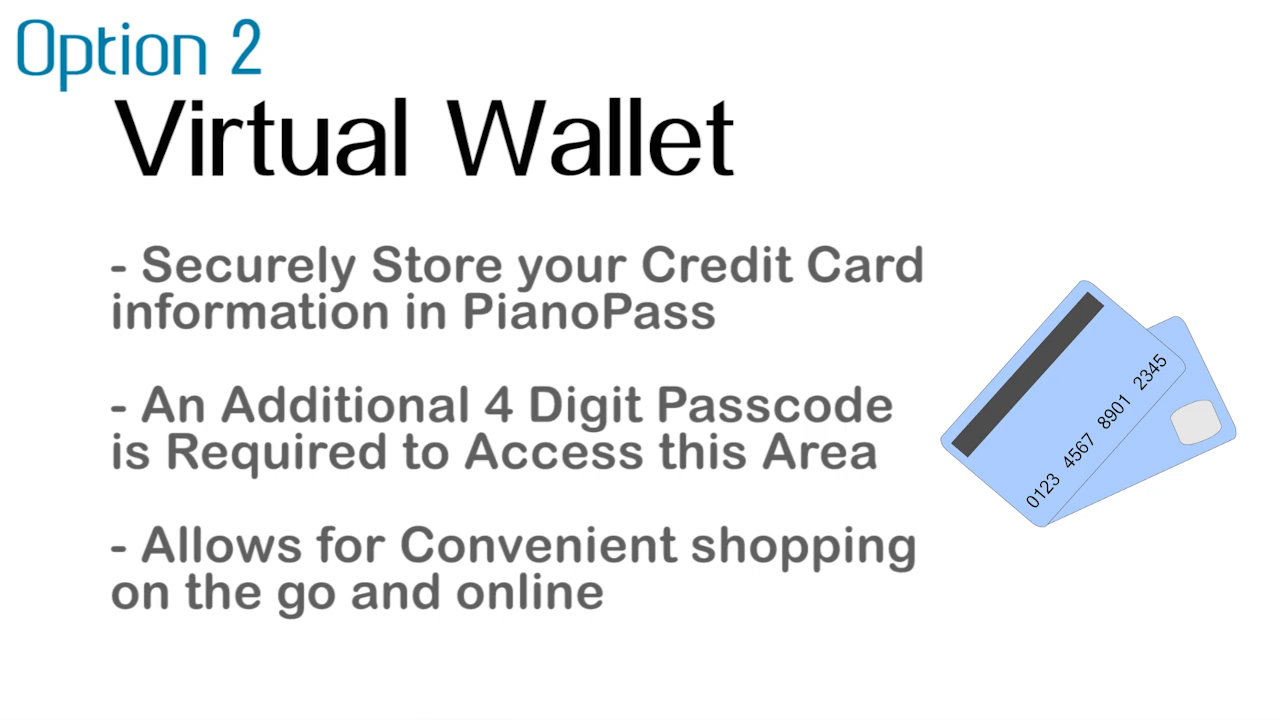 Option 2
Virtual Wallet
- Securely Store your Credit Card
information in PianoPass
- An Additional 4 Digit Passcode
is Required to Access this Area
- Allows for Convenient shopping
on the go and online
0123 4567 8901 2345